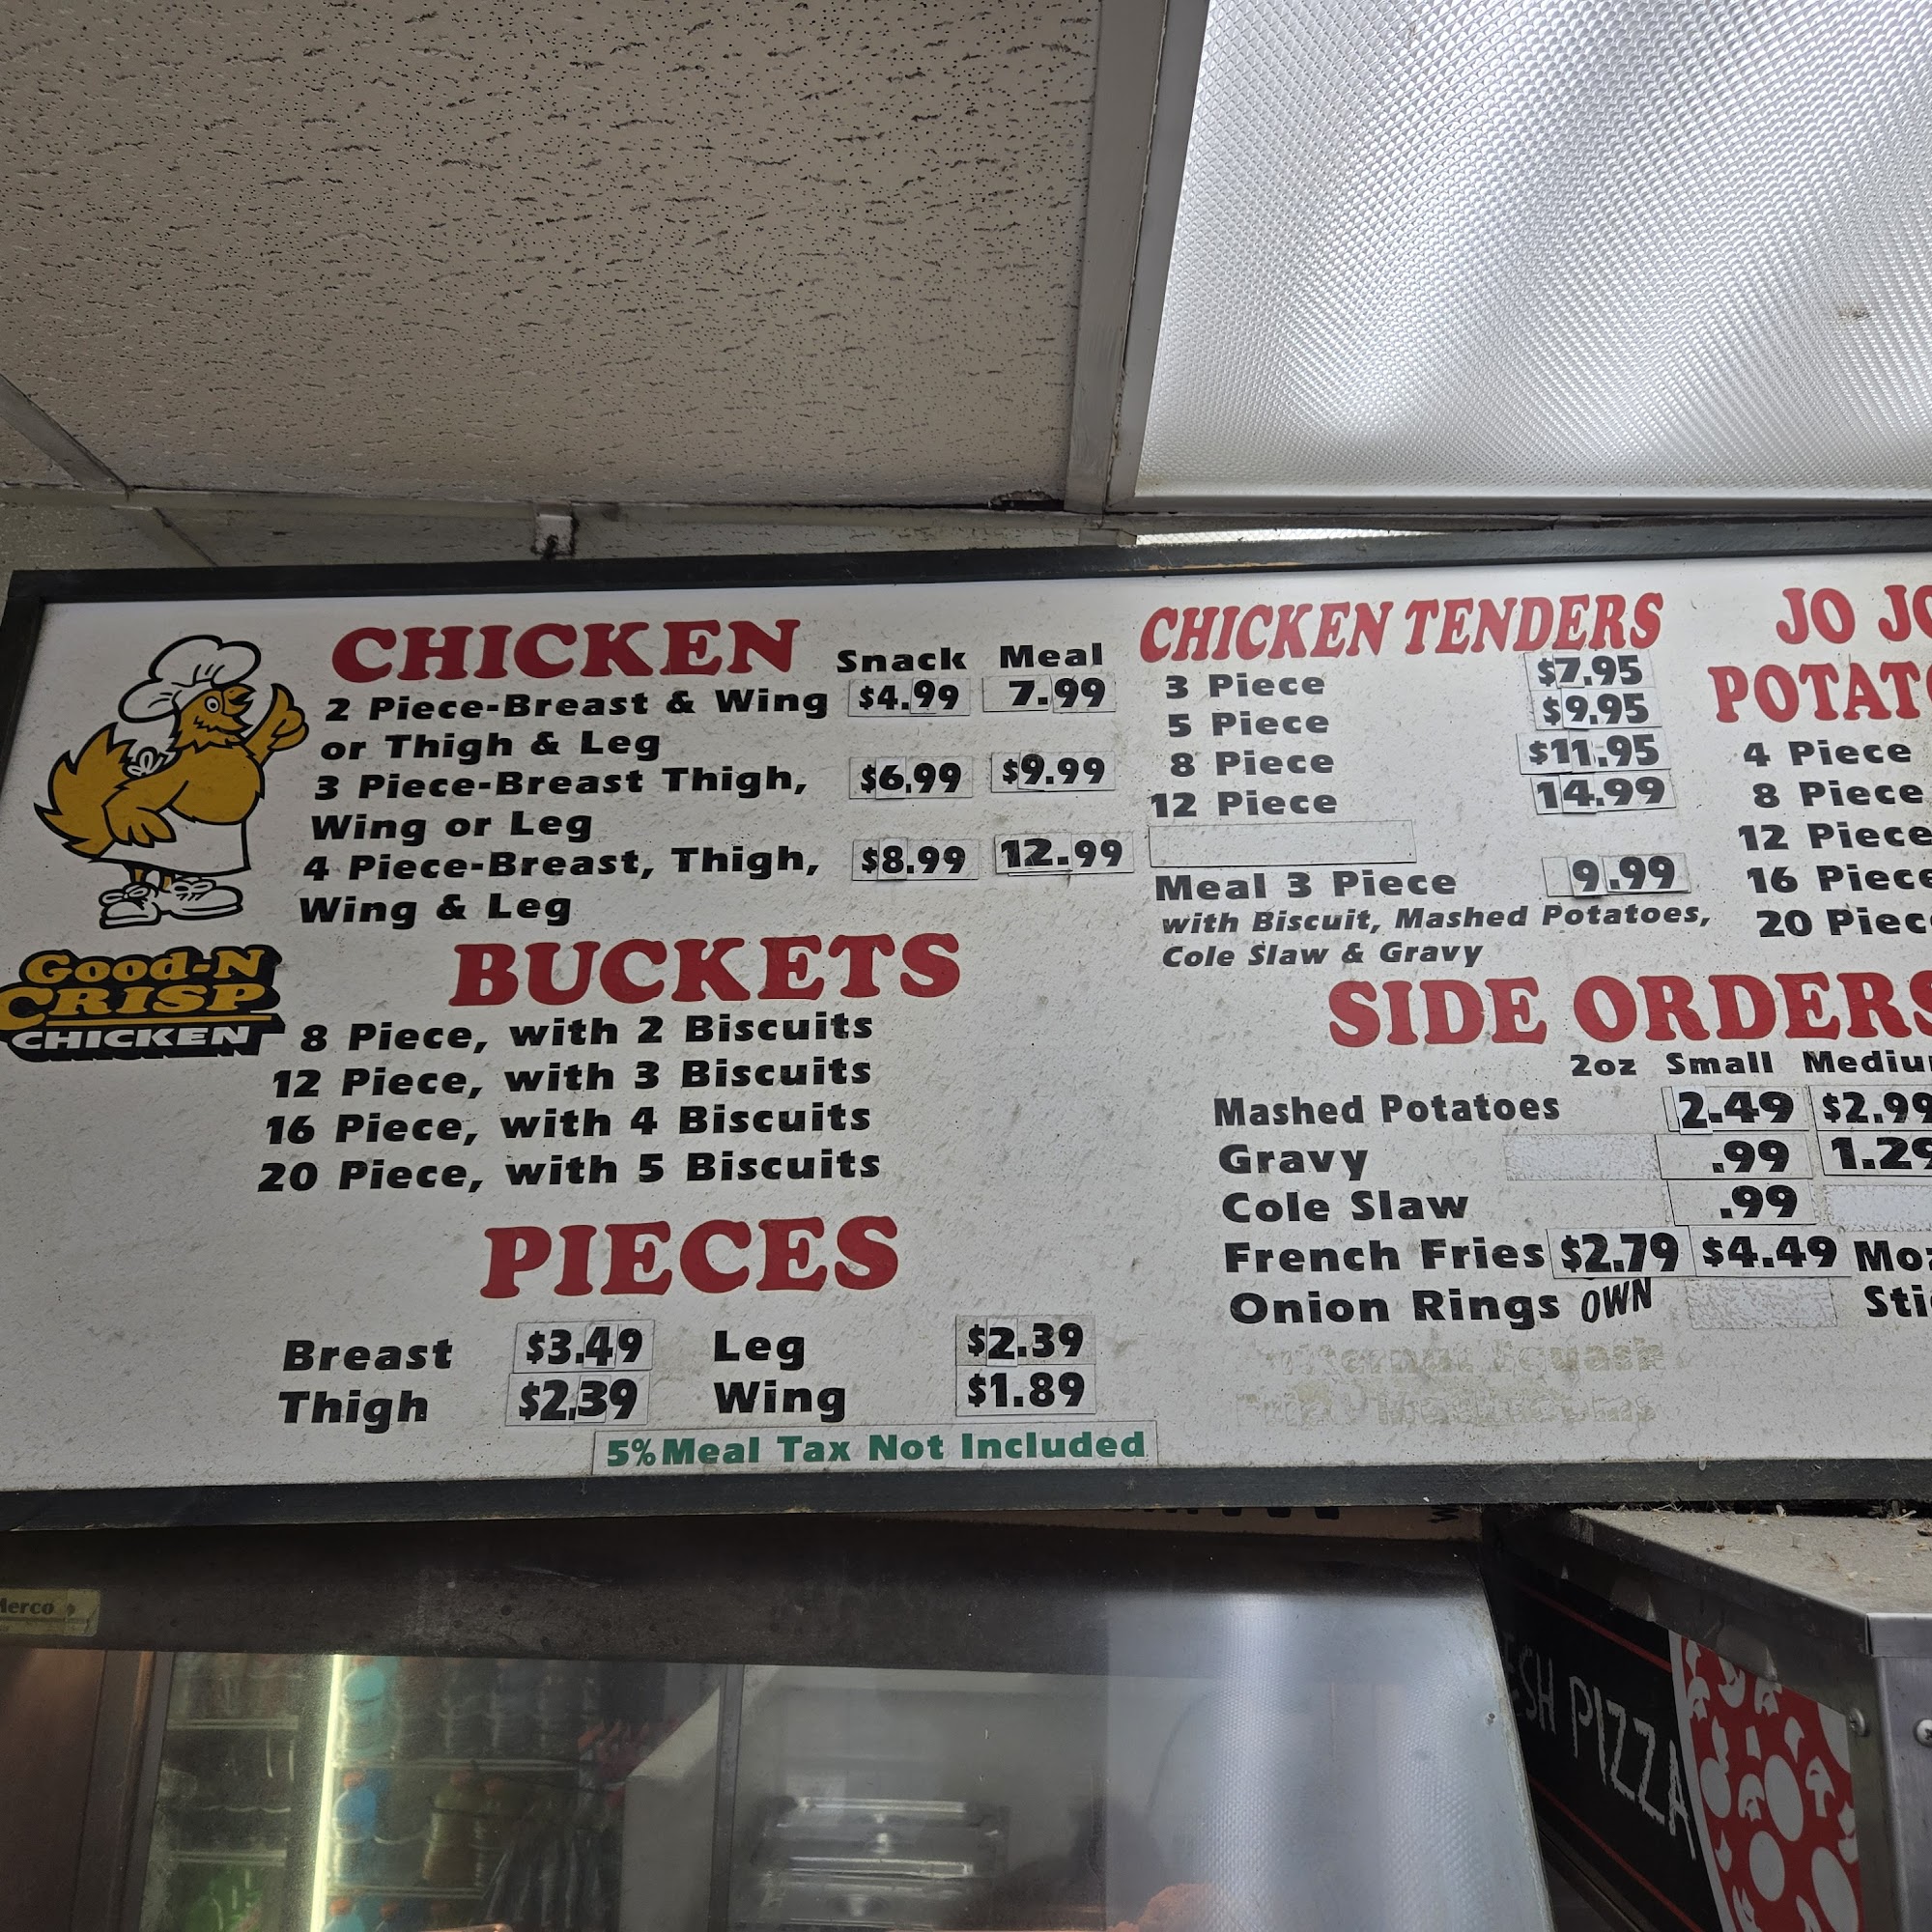 CHICKEN Snack Meal
2 Piece-Breast & Wing $4.99 7.99
or Thigh & Leg
3 Piece-Breast Thigh, $6.99 $9.99
Wing or Leg
4 Piece-Breast, Thigh, $8.99 12.99
Wing & Leg
Good-N
CRISP
CHICKEN
BUCKETS
8 Piece, with 2 Biscuits
12 Piece, with 3 Biscuits
16 Piece, with 4 Biscuits
20 Piece, with 5 Biscuits
PIECES
Breast $3.49 Leg $2.39
Thigh $2.39 Wing $1.89
5% Meal Tax Not Included
CHICKEN TENDERS
3 Piece $7.95
5 Piece $9.95
8 Piece $11.95
12 Piece 14.99
Meal 3 Piece 9.99
with Biscuit, Mashed Potatoes,
Cole Slaw & Gravy
JO JO
POTATO
4 Piece
8 Piece
12 Piece
16 Piece
20 Piec
SIDE ORDERS
2oz Small Mediu
Mashed Potatoes 2.49 $2.99
Gravy .99 1.29
Cole Slaw .99
French Fries $2.79 $4.49 Moz
Onion Rings OWN Sti
Merco
ESH PIZZA